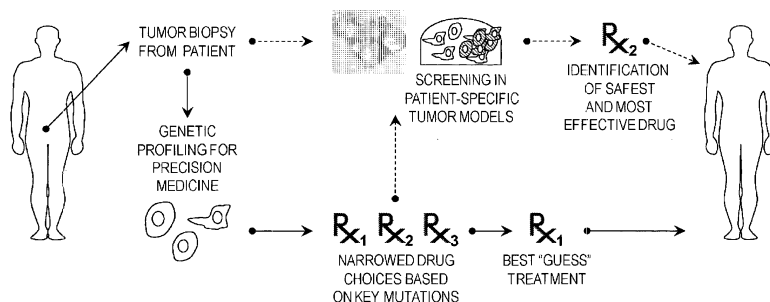 TUMOR BIOPSY
FROM PATIENT
GENETIC
PROFILING FOR
PRECISION
MEDICINE
SCREENING IN
PATIENT-SPECIFIC
TUMOR MODELS
Rx2
IDENTIFICATION
OF SAFEST
AND MOST
EFFECTIVE DRUG
Rx1 Rx2 Rx3
NARROWED DRUG
CHOICES BASED
ON KEY MUTATIONS
Rx1
BEST "GUESS"
TREATMENT